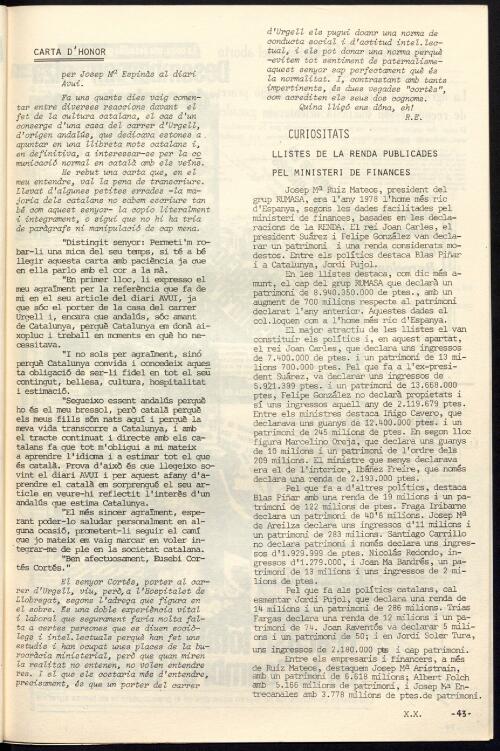 CARTA D'HONOR
per Josep Mª Espinàs al diari
Avui.
Fa uns quants dies vaig comen-
tar entre diverses reaccions davant el
fet de la cultura catalana, el cas d'un
conserge d'una casa del carrer d'Urgell,
d'origen andalús, que dedicava estones a
apuntar en una llibreta mots catalans i,
en definitiva, a interessar-se per la co
municació normal en català amb els veïns.
He rebut una carta que, en el
meu entendre, val la pena de transcriure.
Llevat d'algunes petites errades -la ma-
joria dels catalans no sabem escriure tan
bé com aquest senyor- la copio literalment
i íntegrament, o sigui que no hi ha tria
de paràgrafs ni manipulació de cap mena.
"Distingit senyor: Permeti'm ro-
bar-li una mica del seu temps, si té a bé
llegir aquesta carta amb paciència ja que
en ella parlo amb el cor a la mà.
"En primer lloc, li expresso el
meu agraïment per la referència que fa de
mi en el seu article del diari AVUI, ja
que sóc el porter de la casa del carrer
Urgell i, encara que andalús, sóc amant
de Catalunya, perquè Catalunya em donà ai-
xopluc i treball en moments en què ho ne-
cessitava.
"I no sols per agraïment, sinó
perquè Catalunya convida i concedeix aques
ta obligació de ser-li fidel en tot el seu
contingut, bellesa, cultura, hospitalitat
i estimació.
"Segueixo essent andalús perquè
ho és el meu bressol, però català perquè
els meus fills són nats aquí i perquè la
meva vida transcorre a Catalunya, i amb
el tracte continuat i directe amb els ca-
talans fa que tot m'obligui a mi mateix
a aprendre l'idioma i a estimar tot el que
és català. Prova d'això és que llegeixo so-
vint el diari AVUI i per aquest afany d'a-
prendre el català em sorprengué el seu ar-
ticle en veure-hi reflectit l'interès d'un
andalús que estima Catalunya.
"El més sincer agraïment, espe-
rant poder-lo saludar personalment en al-
guna ocasió, prometent-li seguir el camí
que jo mateix em vaig marcar en voler in-
tegrar-me de ple en la societat catalana.
"Ben afectuosament, Eusebi Cor-
tés Cortés."
El senyor Cortés, porter al car-
rer d'Urgell, viu, però, a l'Hospitalet de
Llobregat, segons l'adreça que figura en
el sobre. És una doble experiència vital
i laboral que segurament faria molta fal-
ta a certes persones que es diuen sociò-
legs i intel.lectuals perquè han fet uns
estudis i han ocupat unes places de la bu-
rocràcia ministerial, però que quan miren
la realitat no entenen, no volen entendre
res. I el que els costaria més d'entendre,
precisament, és que un porter del carrer
d'Urgell els pugui donar una norma de
conducta social i d'actitud intel.lec-
tual, i els pot donar una norma perquè
-evitem tot sentiment de paternalisme-
aquest senyor sap perfectament què és
la normalitat. I, contrastant amb tants
impertinents, és dues vegades "cortès",
com acrediten els seus dos cognoms.
Quina lliçó ens dóna, eh!
R.E.
CURIOSITATS
LLISTES DE LA RENDA PUBLICADES
PEL MINISTERI DE FINANCES
Josep Mª Ruiz Mateos, president del
grup RUMASA, era l'any 1978 l'home més ric
d'Espanya, segons les dades facilitades pel
ministeri de finances, basades en les decla-
racions de la RENDA. El rei Joan Carles, el
president Suárez i Felipe González van decla-
rar un patrimoni i una renda considerats mo-
destos. Entre els polítics destaca Blas Piñar
i a Catalunya, Jordi Pujol.
En les llistes destaca, com dic més a-
munt, el cap del grup RUMASA que declarà un
patrimoni de 8.940.350.000 de ptes., amb un
augment de 700 milions respecte al patrimoni
declarat l'any anterior. Aquestes dades el
col.loquen com a l'home més ric d'Espanya.
El major atractiu de les llistes el van
constituir els polítics i, en aquest apartat,
el rei Joan Carles, que declara uns ingressos
de 7.400.000 de ptes. i un patrimoni de 13 mi-
lions 700.000 ptes. Pel que fa a l'ex-presi-
dent Suárez, va declarar uns ingressos de
5.921.399 ptes. i un patrimoni de 13.668.000
ptes, Felipe González no declarà propietats i
sí uns ingressos aquell any de 2.119.679 ptes.
Entre els ministres destaca Iñigo Cavero, que
declarava uns guanys de 12.400.000 ptes. i un
patrimoni de 245 milions de ptes. En segon lloc
figura Marcelino Oreja, que declara uns guanys
de 10 milions i un patrimoni de l'ordre dels
209 milions. El ministre que menys declarava
era el de l'interior, Ibáñez Freire, que només
declara una renda de 2.193.000 ptes.
Pel que fa a d'altres polítics, destaca
Blas Piñar amb una renda de 19 milions i un pa-
trimoni de 122 milions de ptes. Fraga Iribarne
declara un patrimoni de 40'5 milions. Josep Mª
de Areilza declara uns ingressos d'11 milions i
un patrimoni de 283 milions. Santiago Carrillo
no declara patrimoni i només declara uns ingres-
sos d'1.929.999 de ptes. Nicolás Redondo, in-
gressos d'1.279.000, i Joan Ma Bandrés, un pa-
trimoni de 13 milions i uns ingressos de 2 mi-
lions de ptes.
Pel que fa als polítics catalans, cal
esmentar Jordi Pujol, que declara una renda de
14 milions i un patrimoni de 286 milions. Trias
Fargas declara una renda de 12 milions i un pa-
trimoni de 74. Joan Raventós va declarar 5 mili-
ons i un patrimoni de 50; i en Jordi Soler Tura,
uns ingressos de 2.180.000 pts i cap patrimoni.
Entre els empresaris i financers, a més
de Ruiz Mateos, destaquem Josep Mª Aristrain,
amb un patrimoni de 6.618 milions; Albert Folch
amb 5.166 milions de patrimoni, i Josep Mª En-
trecanales amb 3.778 milions de ptes.de patrimoni.
X.X.
-43-